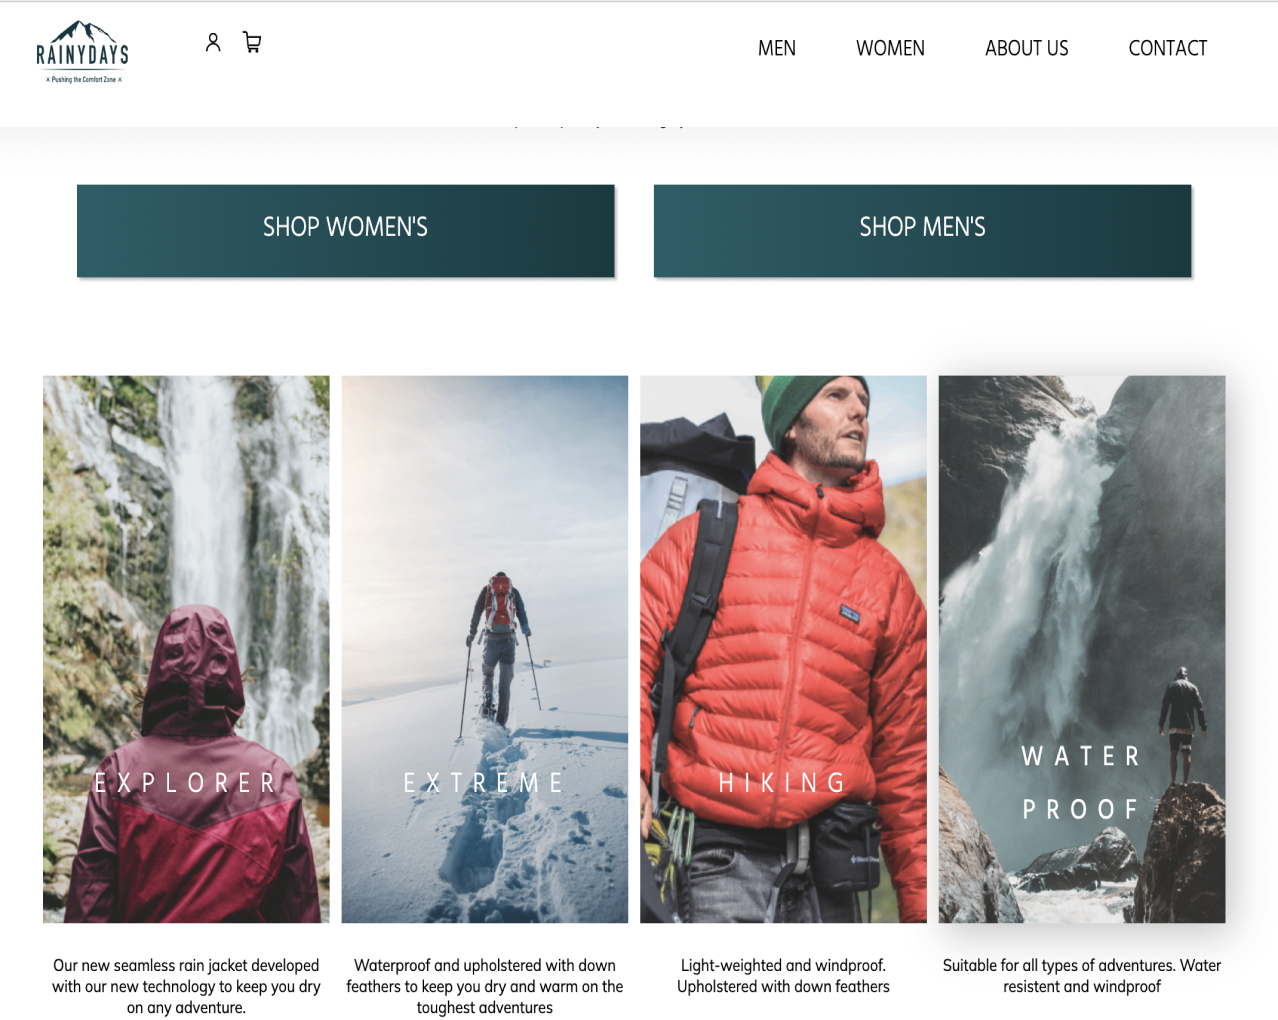 RAINYDAYS
x Pushing the Comfort Zone x
MEN
WOMEN
ABOUT US
CONTACT
SHOP WOMEN'S
SHOP MEN'S
EXPLORER
EXTREME
HIKING
WATER
PROOF
Our new seamless rain jacket developed
with our new technology to keep you dry
on any adventure.
Waterproof and upholstered with down
feathers to keep you dry and warm on the
toughest adventures
Light-weighted and windproof.
Upholstered with down feathers
Suitable for all types of adventures. Water
resistent and windproof